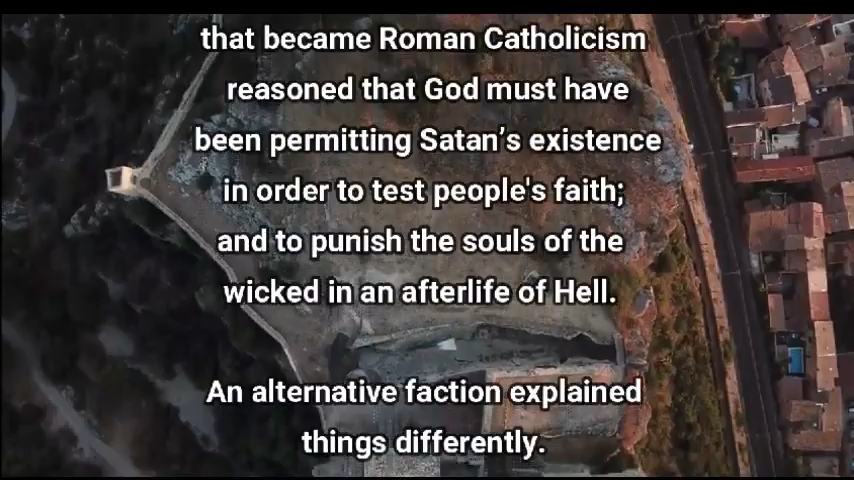 that became Roman Catholicism
reasoned that God must have
been permitting Satan’s existence
in order to test people's faith;
and to punish the souls of the
wicked in an afterlife of Hell.
An alternative faction explained
things differently.